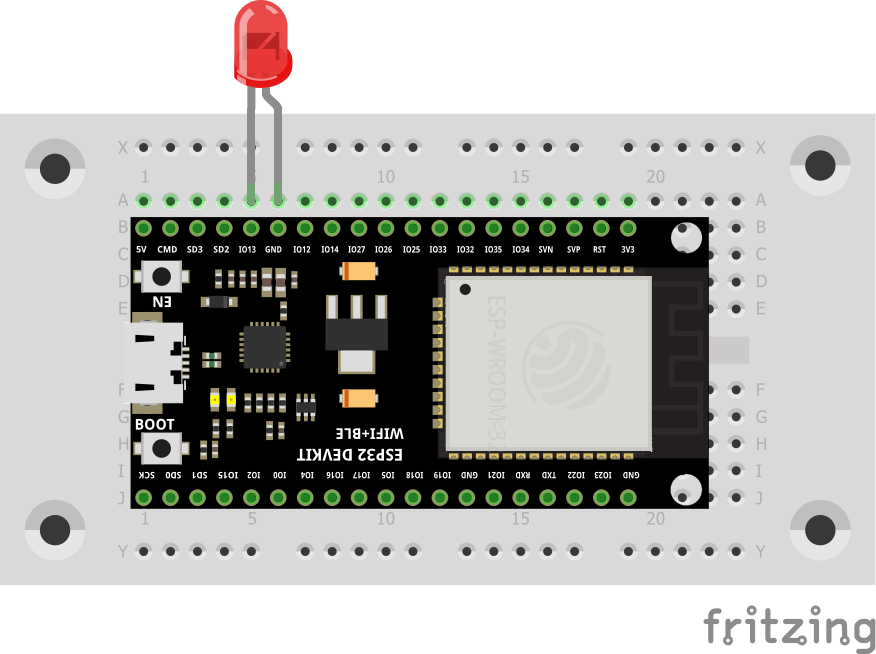 X X
1 10 15 20
A A
B B
5V CMD SD3 SD2 IO13 GND IO12 IO14 IO27 IO26 IO25 IO33 IO32 IO35 IO34 SVN SVP RST 3V3
C C
D D
EN
E E
ESP-WROOM-32
F F
G G
BOOT
WIFI+BLE
H H
ESP32 DEVKIT
I I
SCK SD0 SD1 IO15 IO2 IO0 IO4 IO16 IO17 IO5 IO18 IO19 GND IO21 RXD TXD IO22 IO23 GND
J J
1 5 10 15 20
Y Y
fritzing